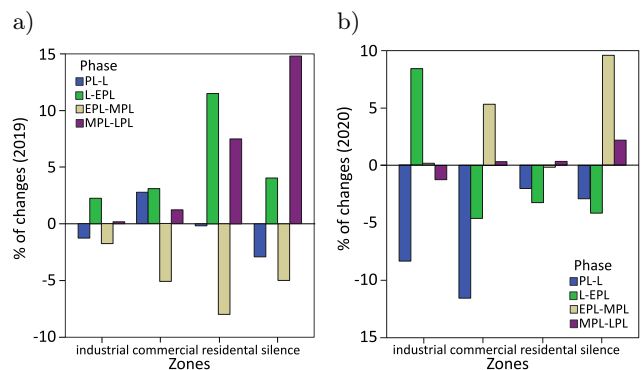 a)
15
10
5
0
-5
-10
% of changes (2019)
Phase
PL-L
L-EPL
EPL-MPL
MPL-LPL
industrial commercial residental silence
Zones
b)
10
5
0
-5
-10
15
% of changes (2020)
Phase
PL-L
L-EPL
EPL-MPL
MPL-LPL
industrial commercial residental silence
Zones